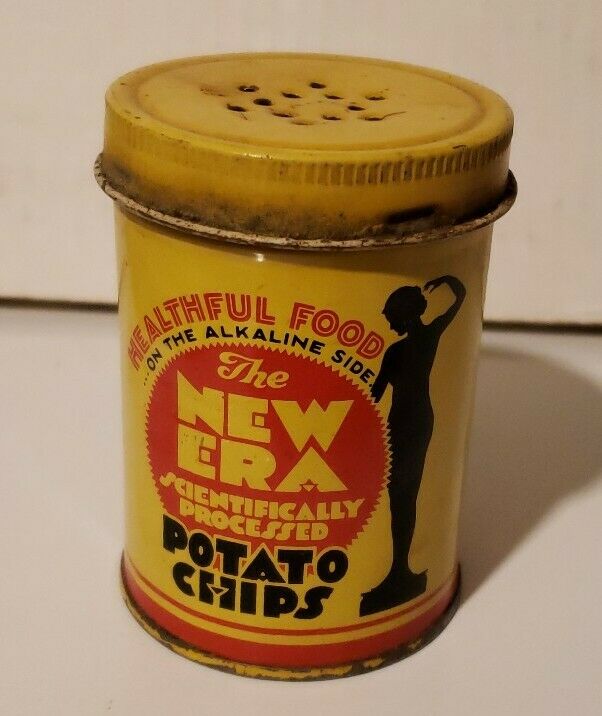 HEALTHFUL FOOD
...ON THE ALKALINE SIDE...
The
NEW
ERA
SCIENTIFICALLY
PROCESSED
POTATO
CHIPS